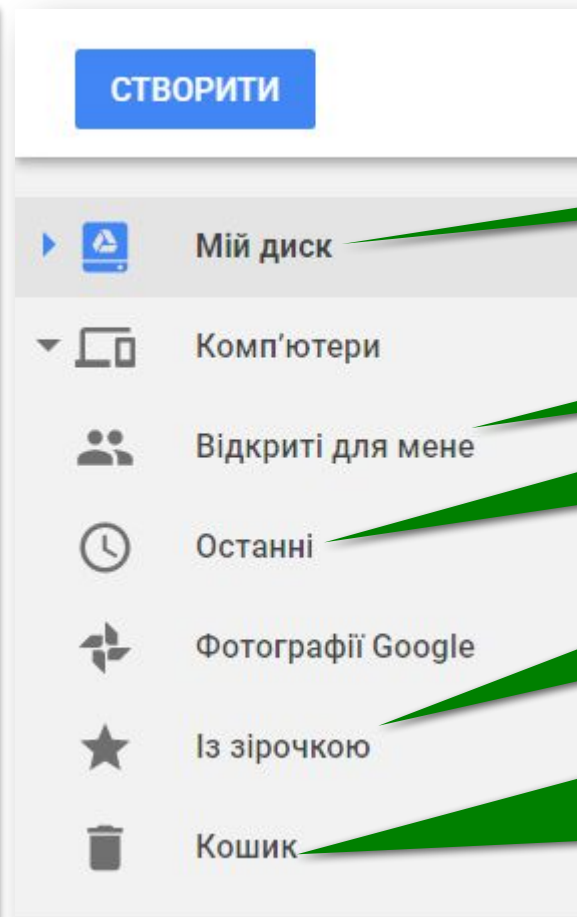 СТВОРИТИ
Мій диск
Комп'ютери
Відкриті для мене
Останні
Фотографії Google
Із зірочкою
Кошик